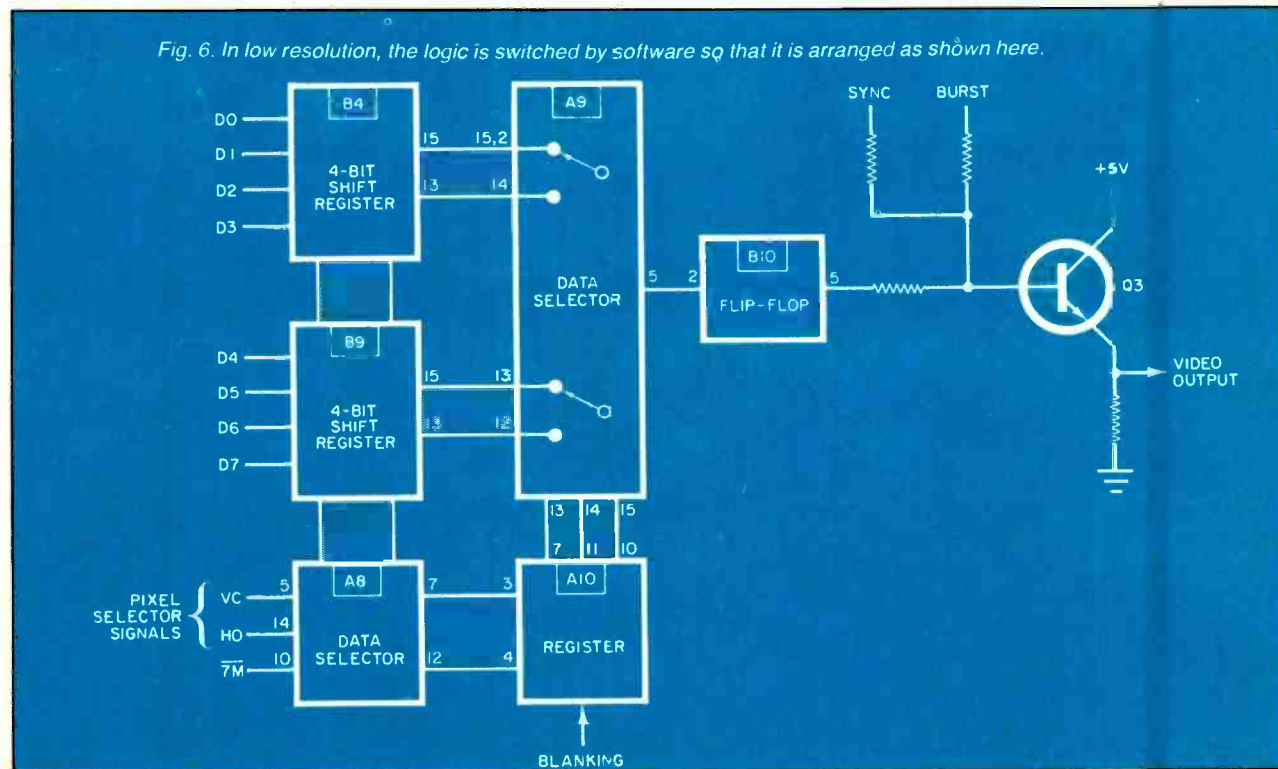 Fig. 6. In low resolution, the logic is switched by software so that it is arranged as shown here.
SYNC BURST
+5V
B4
A9
D0
D1
D2
D3
4-BIT
SHIFT
REGISTER
15 15,2
13 14
DATA
SELECTOR
5 2
B10
FLIP-FLOP
5
Q3
VIDEO
OUTPUT
B9
D4
D5
D6
D7
4-BIT
SHIFT
REGISTER
15 13
13 14 15
7 11 10
PIXEL
SELECTOR
SIGNALS
VC
HO
7M
5
14
10
A8
DATA
SELECTOR
7 3
12 4
A10
REGISTER
BLANKING